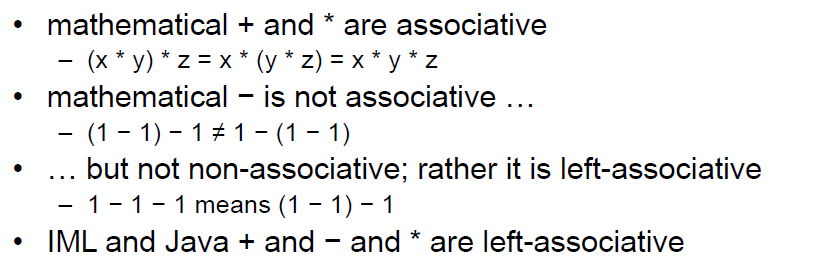 • mathematical + and * are associative
– (x * y) * z = x * (y * z) = x * y * z
• mathematical − is not associative …
– (1 − 1) − 1 ≠ 1 − (1 − 1)
• … but not non-associative; rather it is left-associative
– 1 − 1 − 1 means (1 − 1) − 1
• IML and Java + and − and * are left-associative